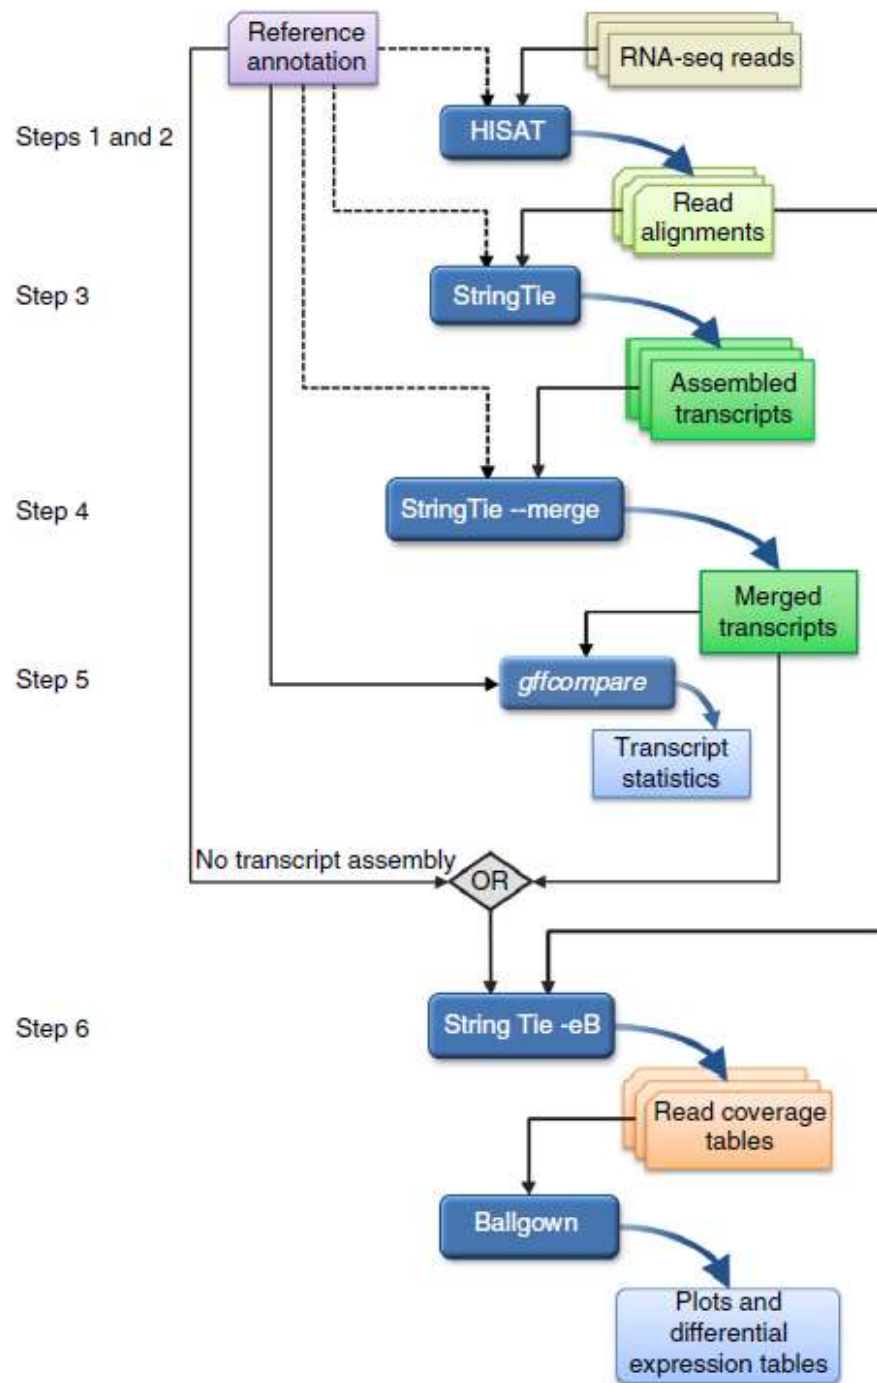 Reference
annotation
RNA-seq reads
Steps 1 and 2
HISAT
Read
alignments
Step 3
StringTie
Assembled
transcripts
Step 4
StringTie --merge
Merged
transcripts
Step 5
gffcompare
Transcript
statistics
No transcript assembly
OR
Step 6
String Tie -eB
Read coverage
tables
Ballgown
Plots and
differential
expression tables